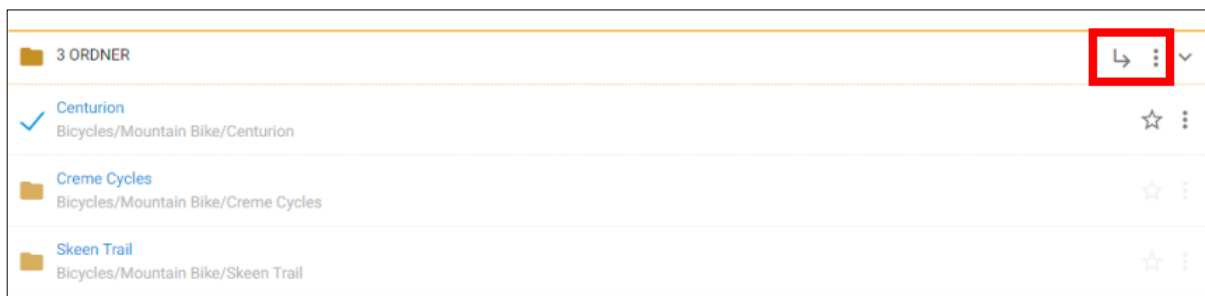 3 ORDNER
Centurion
Bicycles/Mountain Bike/Centurion
Creme Cycles
Bicycles/Mountain Bike/Creme Cycles
Skeen Trail
Bicycles/Mountain Bike/Skeen Trail